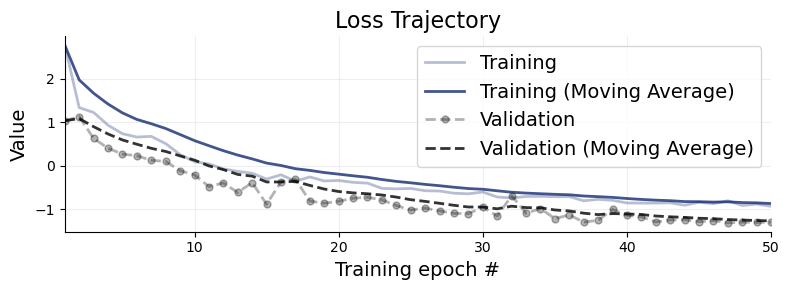 Loss Trajectory
Value
2
1
0
−1
10
20
30
40
50
Training epoch #
Training
Training (Moving Average)
Validation
Validation (Moving Average)